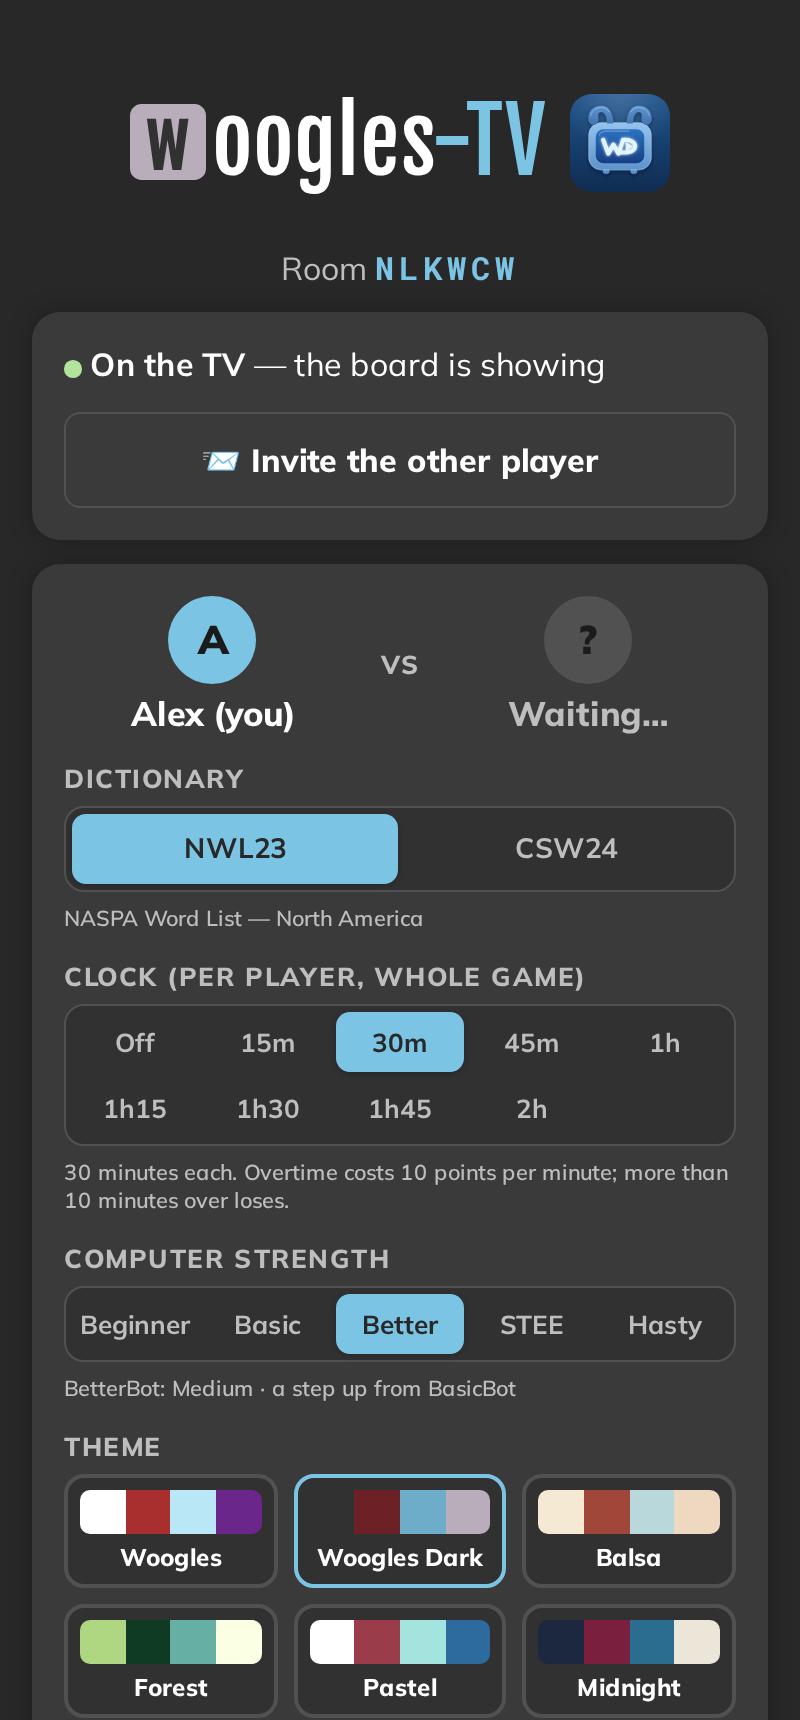 Woogles-TV
WD
Room NLKWCW
On the TV — the board is showing
Invite the other player
A
?
vs
Alex (you)
Waiting...
DICTIONARY
NWL23 CSW24
NASPA Word List — North America
CLOCK (PER PLAYER, WHOLE GAME)
Off 15m 30m 45m 1h
1h15 1h30 1h45 2h
30 minutes each. Overtime costs 10 points per minute; more than
10 minutes over loses.
COMPUTER STRENGTH
Beginner Basic Better STEE Hasty
BetterBot: Medium · a step up from BasicBot
THEME
Woogles Woogles Dark Balsa
Forest Pastel Midnight